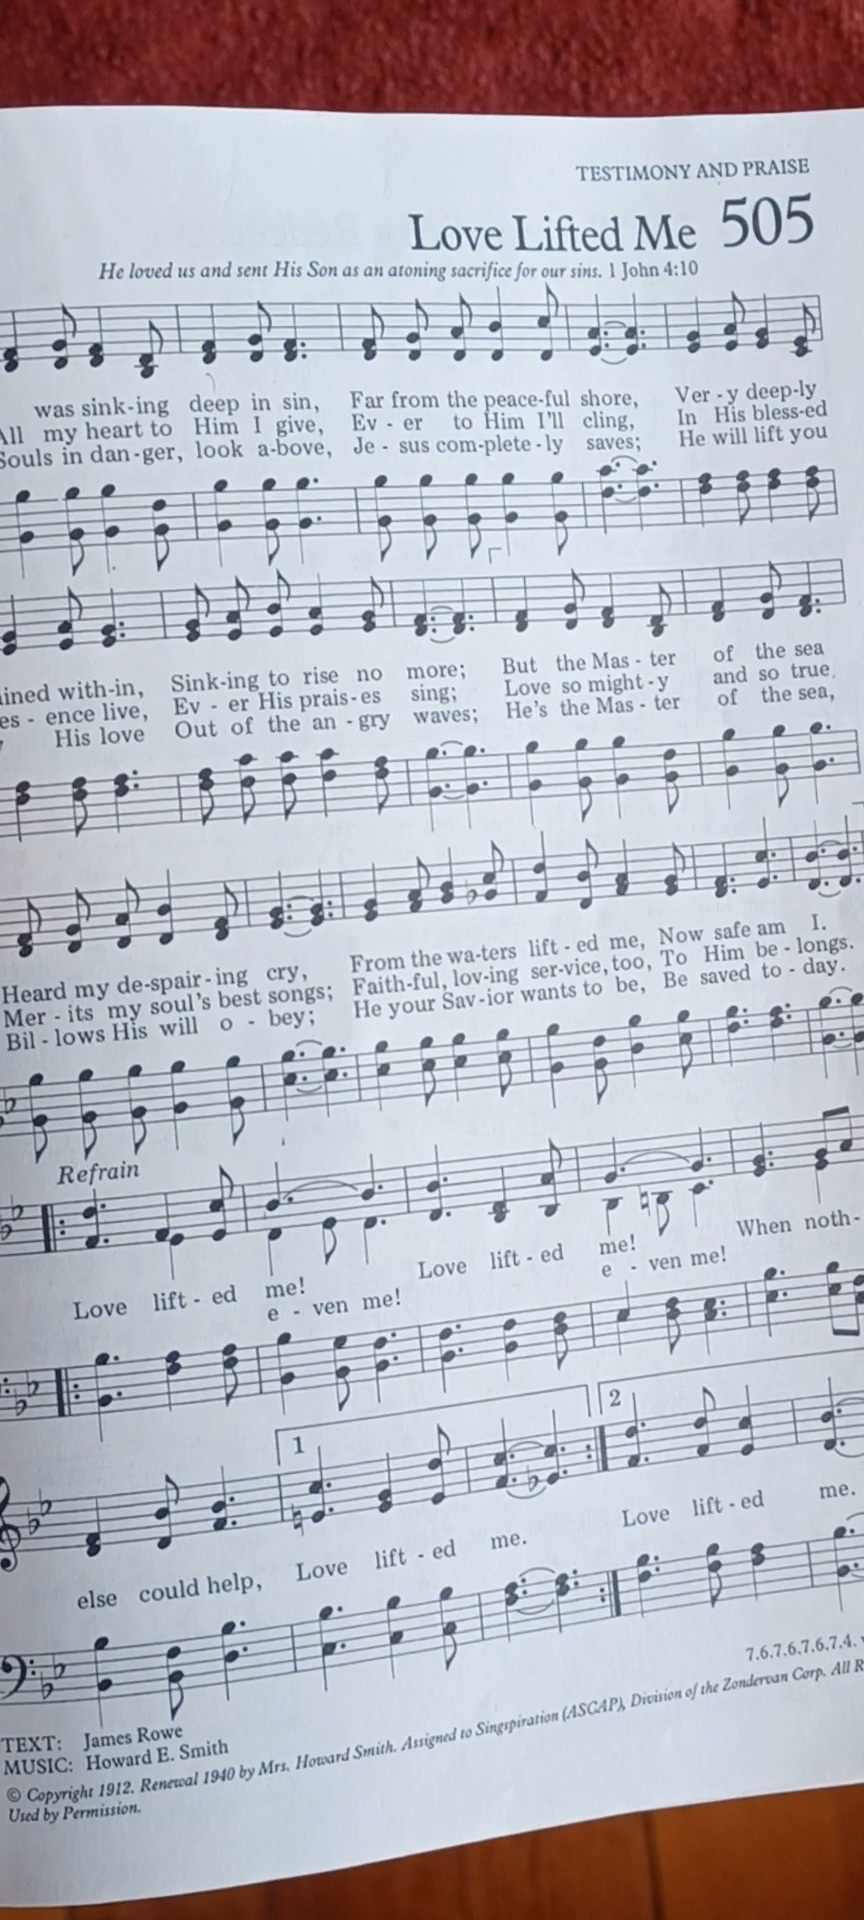 TESTIMONY AND PRAISE
Love Lifted Me 505
He loved us and sent His Son as an atoning sacrifice for our sins. 1 John 4:10
was sink-ing deep in sin, Far from the peace-ful shore, Ver - y deep-ly
All my heart to Him I give, Ev - er to Him I'll cling, In His bless-ed
Souls in dan-ger, look a-bove, Je - sus com-plete-ly saves; He will lift you
ined with-in, Sink-ing to rise no more; But the Mas - ter of the sea
es - ence live, Ev - er His prais-es sing; Love so might-y and so true
His love Out of the an - gry waves; He's the Mas - ter of the sea,
Heard my de-spair-ing cry, From the wa-ters lift - ed me, Now safe am I.
Mer - its my soul's best songs; Faith-ful, lov-ing ser-vice, too, To Him be - longs.
Bil - lows His will o - bey; He your Sav-ior wants to be, Be saved to - day.
Refrain
Love lift - ed me! Love lift - ed me! When noth-
e - ven me! e - ven me!
1 2
else could help, Love lift - ed me. Love lift - ed me.
7.6.7.6.7.6.7.4.
TEXT: James Rowe
MUSIC: Howard E. Smith
© Copyright 1912. Renewal 1940 by Mrs. Howard Smith. Assigned to Singspiration (ASCAP), Division of the Zondervan Corp. All R
Used by Permission.